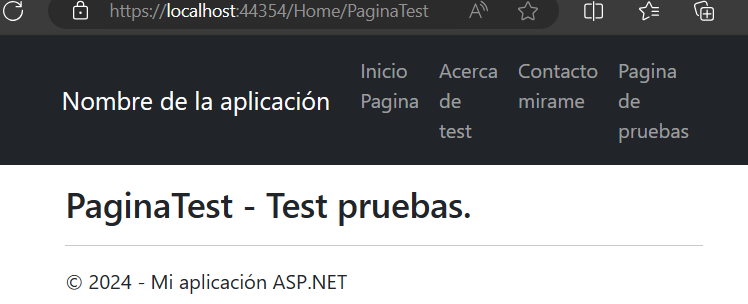 https://localhost:44354/Home/PaginaTest
Nombre de la aplicación
Inicio
Pagina
Acerca
de
test
Contacto
mirame
Pagina
de
pruebas
PaginaTest - Test pruebas.
© 2024 - Mi aplicación ASP.NET